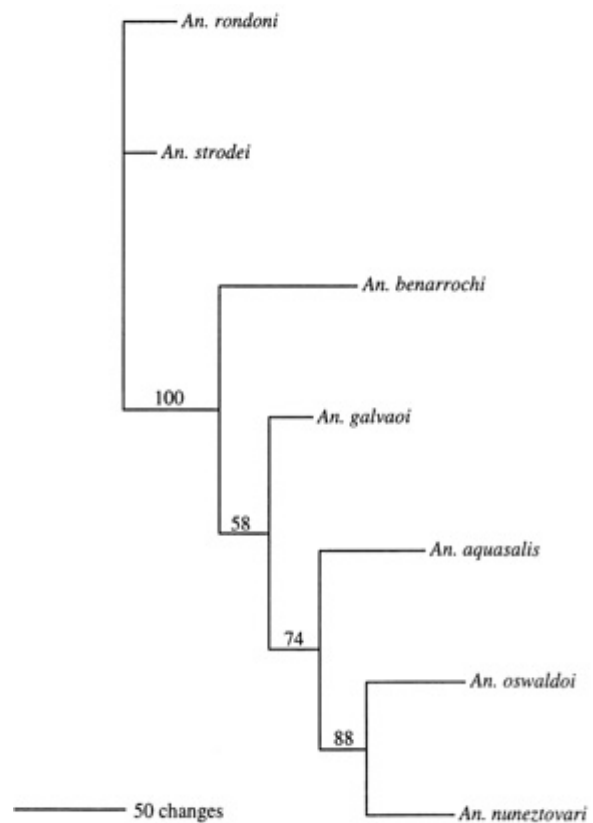 An. rondoni
An. strodei
An. benarrochi
100
An. galvaoi
58
An. aquasalis
74
An. oswaldoi
88
50 changes
An. nuneztovari